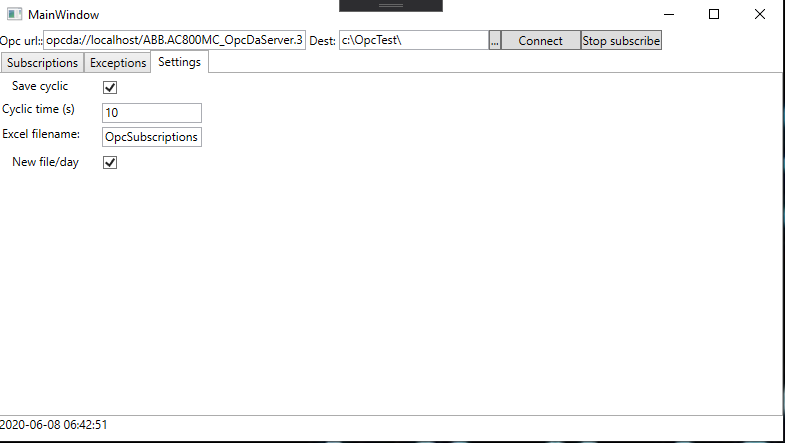 MainWindow
Opc url:: opcda://localhost/ABB.AC800MC_OpcDaServer.3 Dest: c:\OpcTest\ ... Connect Stop subscribe
Subscriptions Exceptions Settings
Save cyclic
Cyclic time (s) 10
Excel filename: OpcSubscriptions
New file/day
2020-06-08 06:42:51